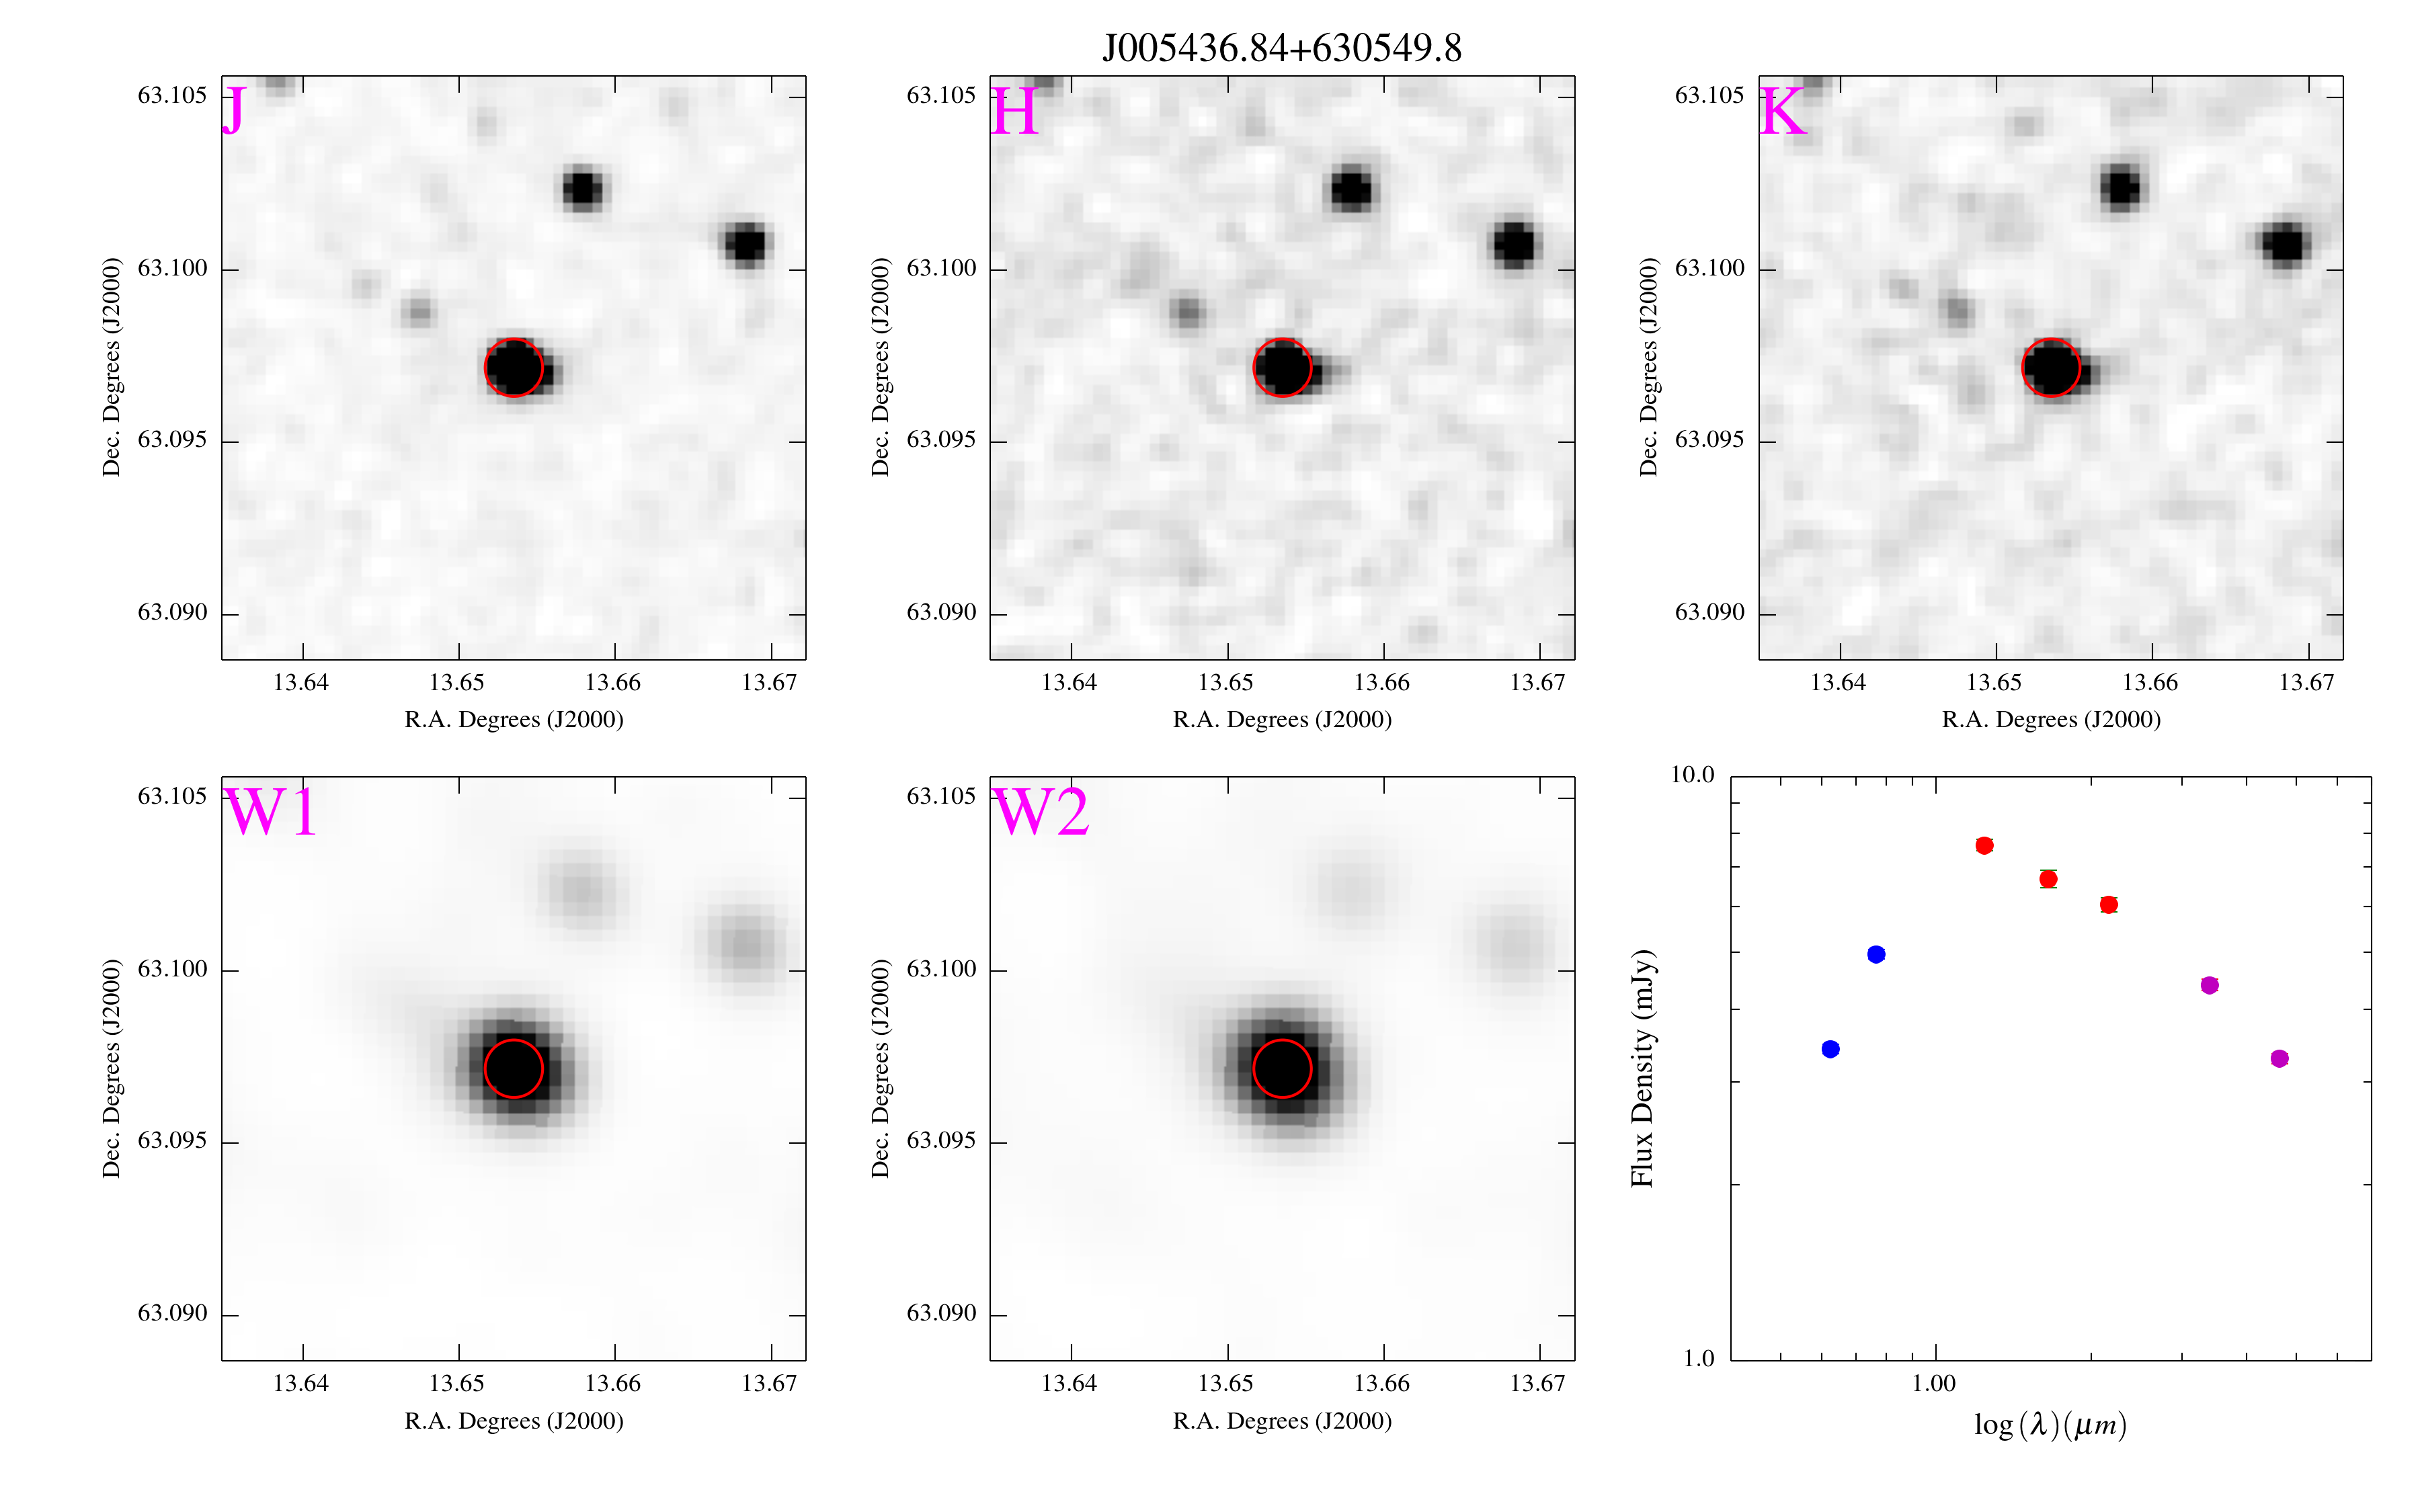 J005436.84+630549.8
J
63.105
63.100
63.095
63.090
Dec. Degrees (J2000)
13.64 13.65 13.66 13.67
R.A. Degrees (J2000)
H
63.105
63.100
63.095
63.090
Dec. Degrees (J2000)
13.64 13.65 13.66 13.67
R.A. Degrees (J2000)
K
63.105
63.100
63.095
63.090
Dec. Degrees (J2000)
13.64 13.65 13.66 13.67
R.A. Degrees (J2000)
W1
63.105
63.100
63.095
63.090
Dec. Degrees (J2000)
13.64 13.65 13.66 13.67
R.A. Degrees (J2000)
W2
63.105
63.100
63.095
63.090
Dec. Degrees (J2000)
13.64 13.65 13.66 13.67
R.A. Degrees (J2000)
10.0
1.0
Flux Density (mJy)
1.00
log(λ)(μm)